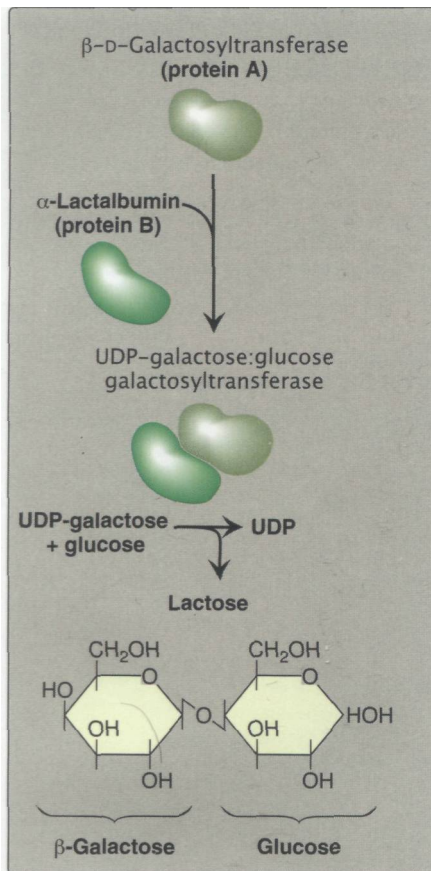 β-D-Galactosyltransferase
(protein A)
α-Lactalbumin
(protein B)
UDP-galactose:glucose
galactosyltransferase
UDP-galactose
+ glucose
UDP
Lactose
CH₂OH
O
HO
OH
OH
O
CH₂OH
O
OH
OH
HOH
β-Galactose
Glucose